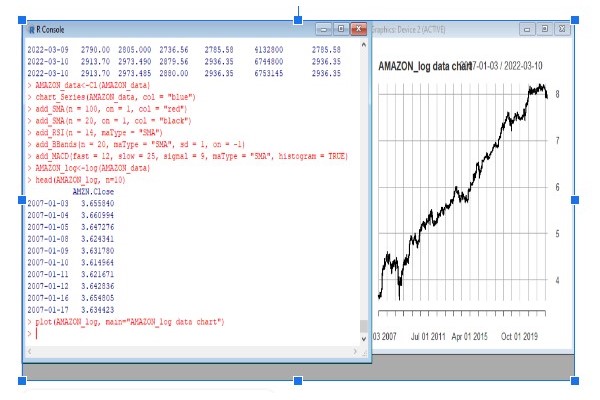 R Console
2022-03-09 2790.00 2805.000 2736.56 2785.58 4132800 2785.58
2022-03-10 2913.70 2973.490 2879.56 2936.35 6744800 2936.35
2022-03-10 2913.70 2973.485 2880.00 2936.35 6753145 2936.35
> AMAZON_data<-Cl(AMAZON_data)
> chart_Series(AMAZON_data, col = "blue")
> add_SMA(n = 100, on = 1, col = "red")
> add_SMA(n = 20, on = 1, col = "black")
> add_RSI(n = 14, maType = "SMA")
> add_BBands(n = 20, maType = "SMA", sd = 1, on = -1)
> add_MACD(fast = 12, slow = 25, signal = 9, maType = "SMA", histogram = TRUE)
> AMAZON_log<-log(AMAZON_data)
> head(AMAZON_log, n=10)
AMZN.Close
2007-01-03 3.655840
2007-01-04 3.660994
2007-01-05 3.647276
2007-01-08 3.624341
2007-01-09 3.631780
2007-01-10 3.614964
2007-01-11 3.621671
2007-01-12 3.642836
2007-01-16 3.654805
2007-01-17 3.634423
> plot(AMAZON_log, main="AMAZON_log data chart")
>
Graphics: Device 2 (ACTIVE)
AMAZON_log data chart 07-01-03 / 2022-03-10
8
7
6
5
4
03 2007 Jul 01 2011 Apr 01 2015 Oct 01 2019